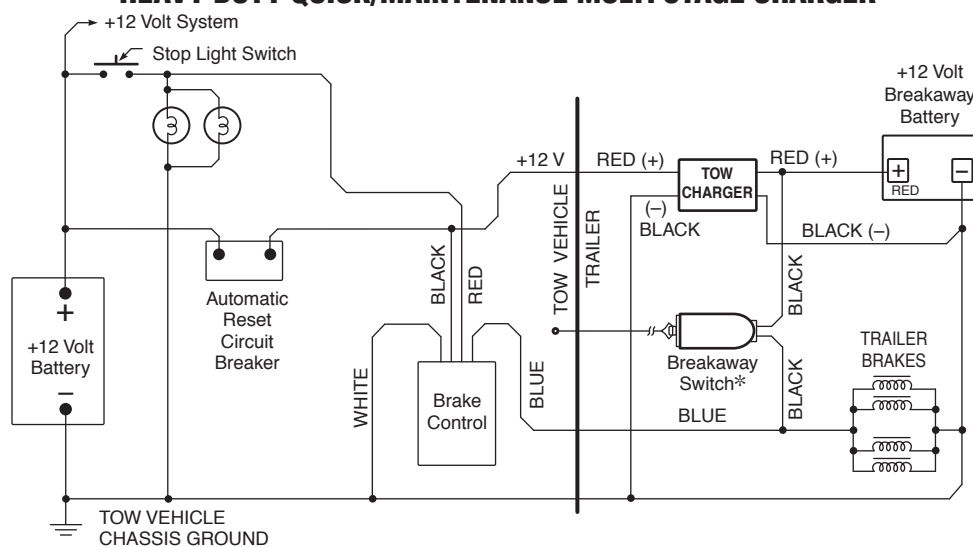 HEAVY DUTY QUICK/MAINTENANCE MULTI STAGE CHARGER
+12 Volt System
Stop Light Switch
+12 Volt
Breakaway
Battery
+12 V
RED (+)
TOW
CHARGER
RED (+)
+
−
RED
(–)
BLACK
BLACK (–)
BLACK
RED
TOW VEHICLE
TRAILER
BLACK
Automatic
Reset
Circuit
Breaker
+
+12 Volt
Battery
–
WHITE
Brake
Control
BLUE
Breakaway
Switch*
BLACK
TRAILER
BRAKES
BLUE
TOW VEHICLE
CHASSIS GROUND